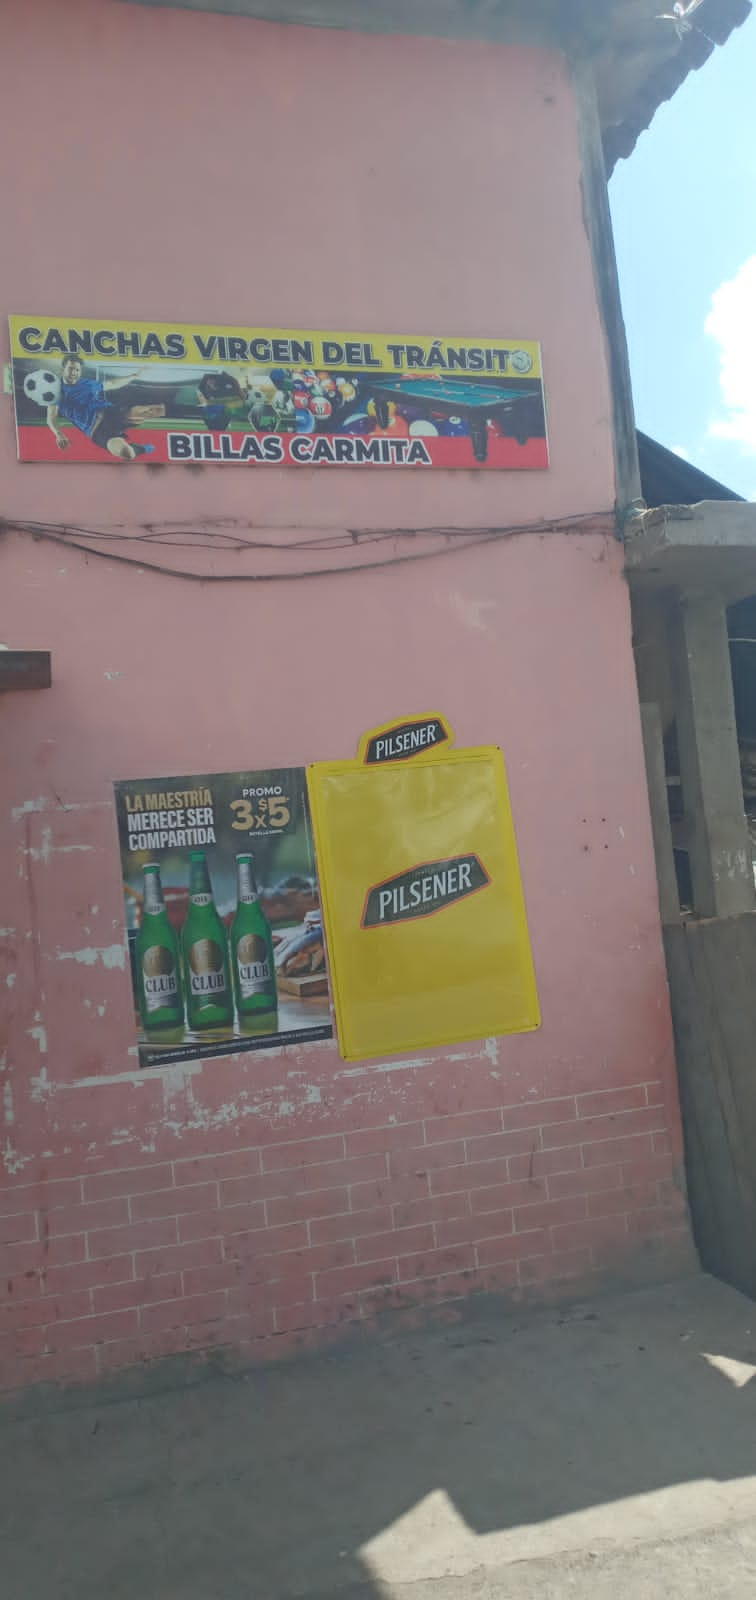 CANCHAS VIRGEN DEL TRÁNSITO
BILLAS CARMITA
PILSENER
LA MAESTRÍA
MERECE SER
COMPARTIDA
PROMO
3x$5
CLUB
CLUB
CLUB
PILSENER